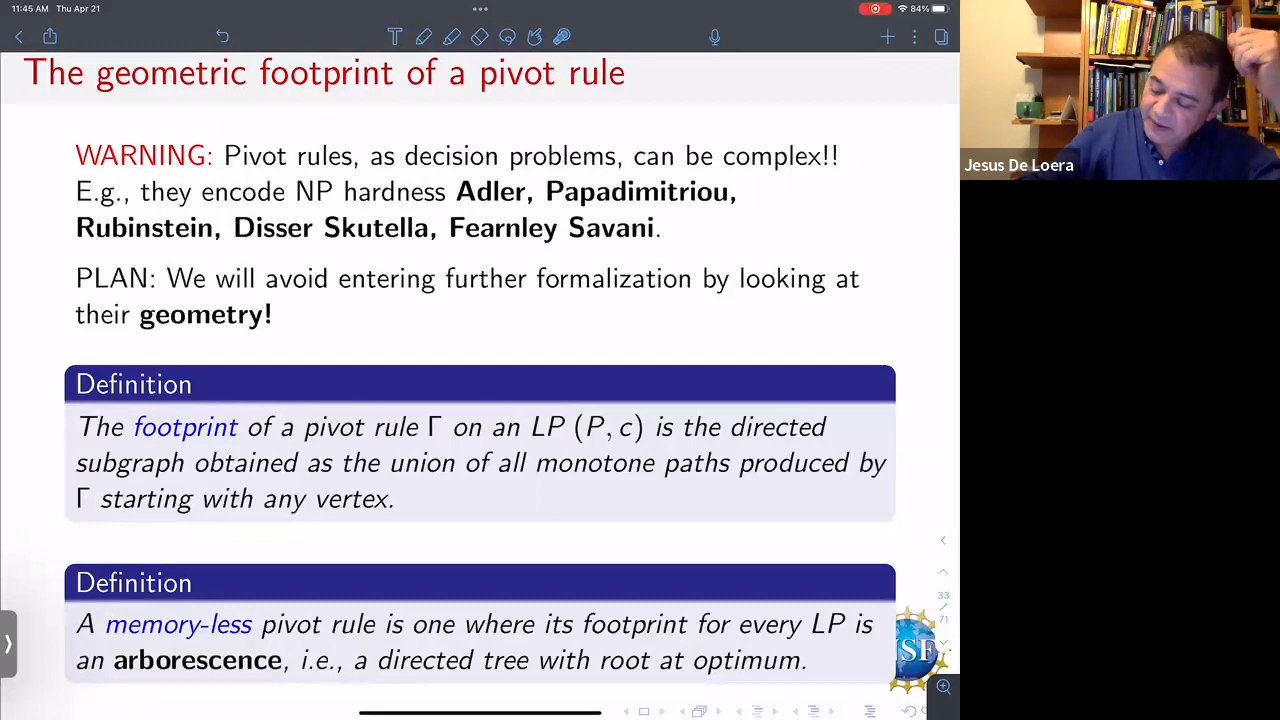 11:45 AM Thu Apr 21
84%
The geometric footprint of a pivot rule
WARNING: Pivot rules, as decision problems, can be complex!!
E.g., they encode NP hardness Adler, Papadimitriou,
Rubinstein, Disser Skutella, Fearnley Savani.
PLAN: We will avoid entering further formalization by looking at
their geometry!
Definition
The footprint of a pivot rule Γ on an LP (P, c) is the directed
subgraph obtained as the union of all monotone paths produced by
Γ starting with any vertex.
Definition
A memory-less pivot rule is one where its footprint for every LP is
an arborescence, i.e., a directed tree with root at optimum.
33
/
71
NSF
Jesus De Loera